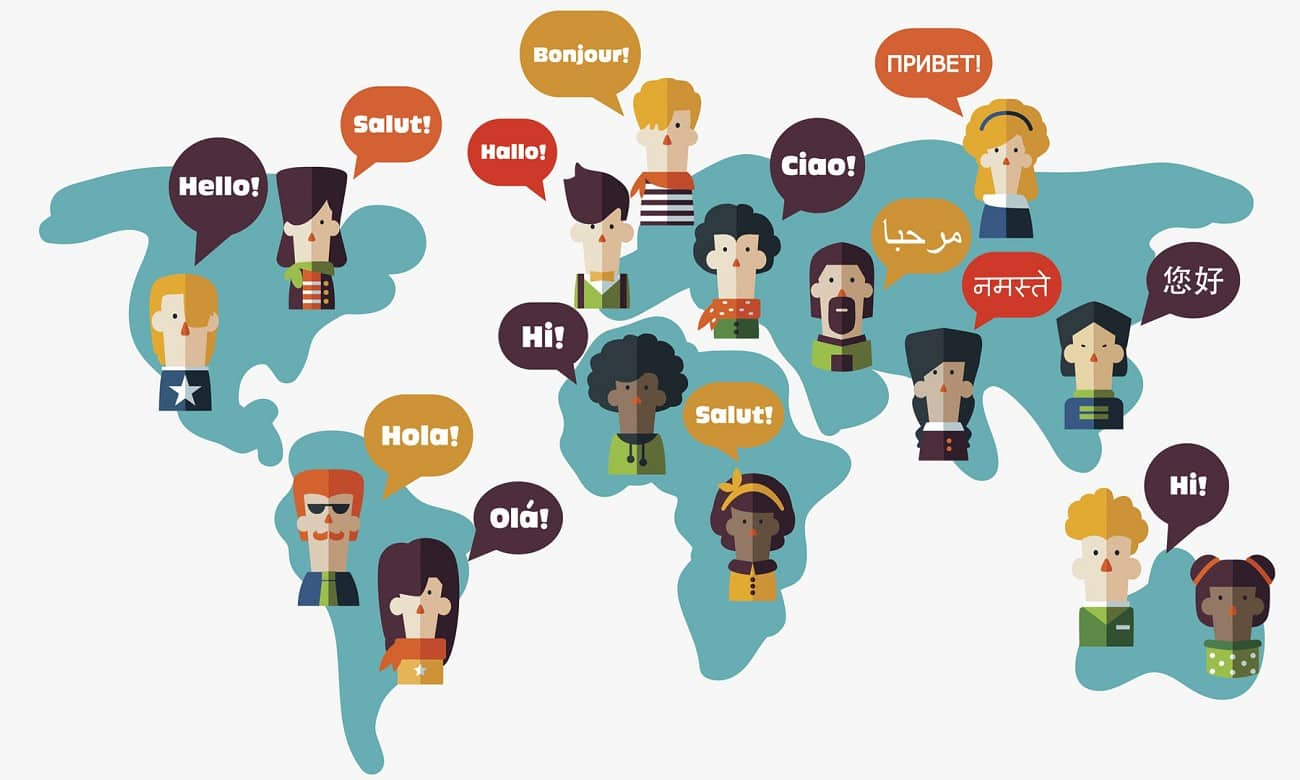 Bonjour!
ПРИВЕТ!
Salut!
Hallo!
Ciao!
Hello!
مرحبا
नमस्ते
您好
Hi!
Salut!
Hola!
Olá!
Hi!